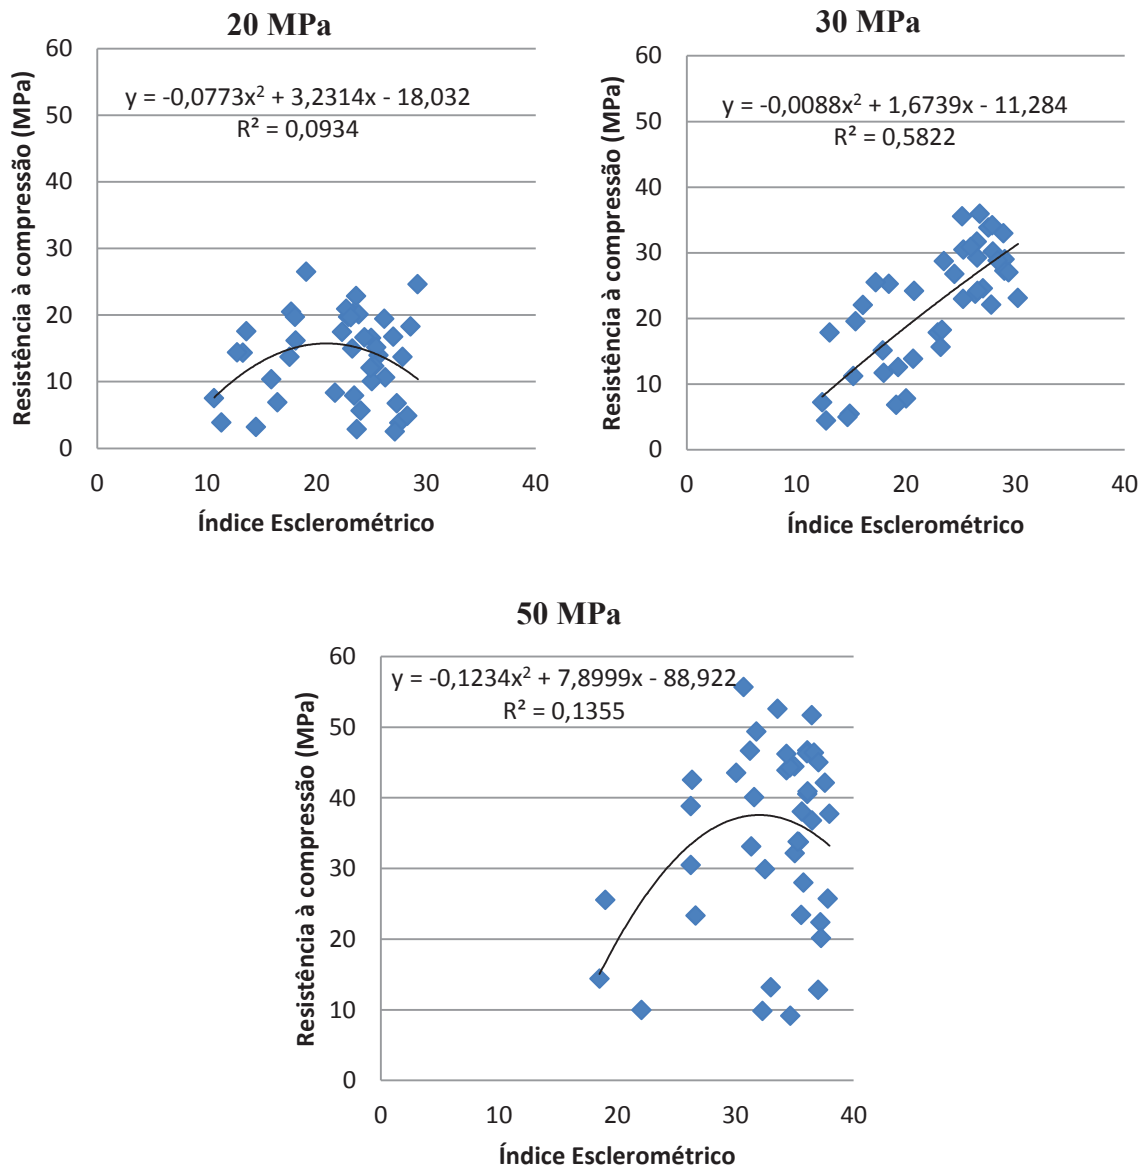 20 MPa
Resistência à compressão (MPa)
60
50
40
30
20
10
0
y = -0,0773x² + 3,2314x - 18,032
R² = 0,0934
0 10 20 30 40
Índice Esclerométrico
30 MPa
Resistência à compressão (MPa)
60
50
40
30
20
10
0
y = -0,0088x² + 1,6739x - 11,284
R² = 0,5822
0 10 20 30 40
Índice Esclerométrico
50 MPa
Resistência à compressão (MPa)
60
50
40
30
20
10
0
y = -0,1234x² + 7,8999x - 88,922
R² = 0,1355
0 10 20 30 40
Índice Esclerométrico